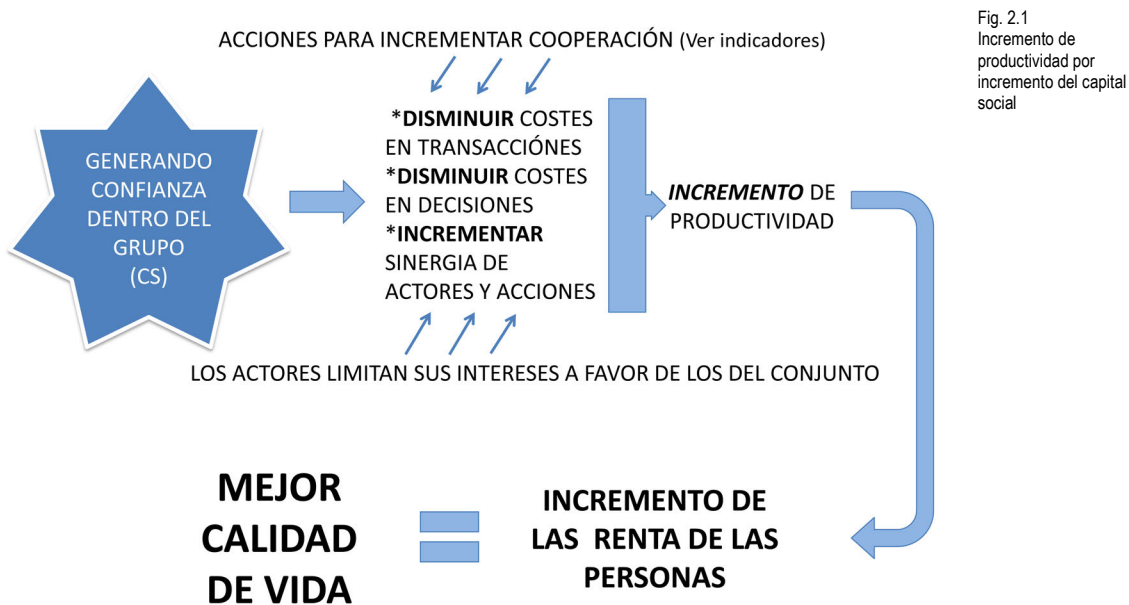 Fig. 2.1
Incremento de
productividad por
incremento del capital
social
ACCIONES PARA INCREMENTAR COOPERACIÓN (Ver indicadores)
GENERANDO
CONFIANZA
DENTRO DEL
GRUPO
(CS)
*DISMINUIR COSTES
EN TRANSACCIÓNES
*DISMINUIR COSTES
EN DECISIONES
*INCREMENTAR
SINERGIA DE
ACTORES Y ACCIONES
INCREMENTO DE
PRODUCTIVIDAD
LOS ACTORES LIMITAN SUS INTERESES A FAVOR DE LOS DEL CONJUNTO
MEJOR
CALIDAD
DE VIDA
INCREMENTO DE
LAS RENTA DE LAS
PERSONAS